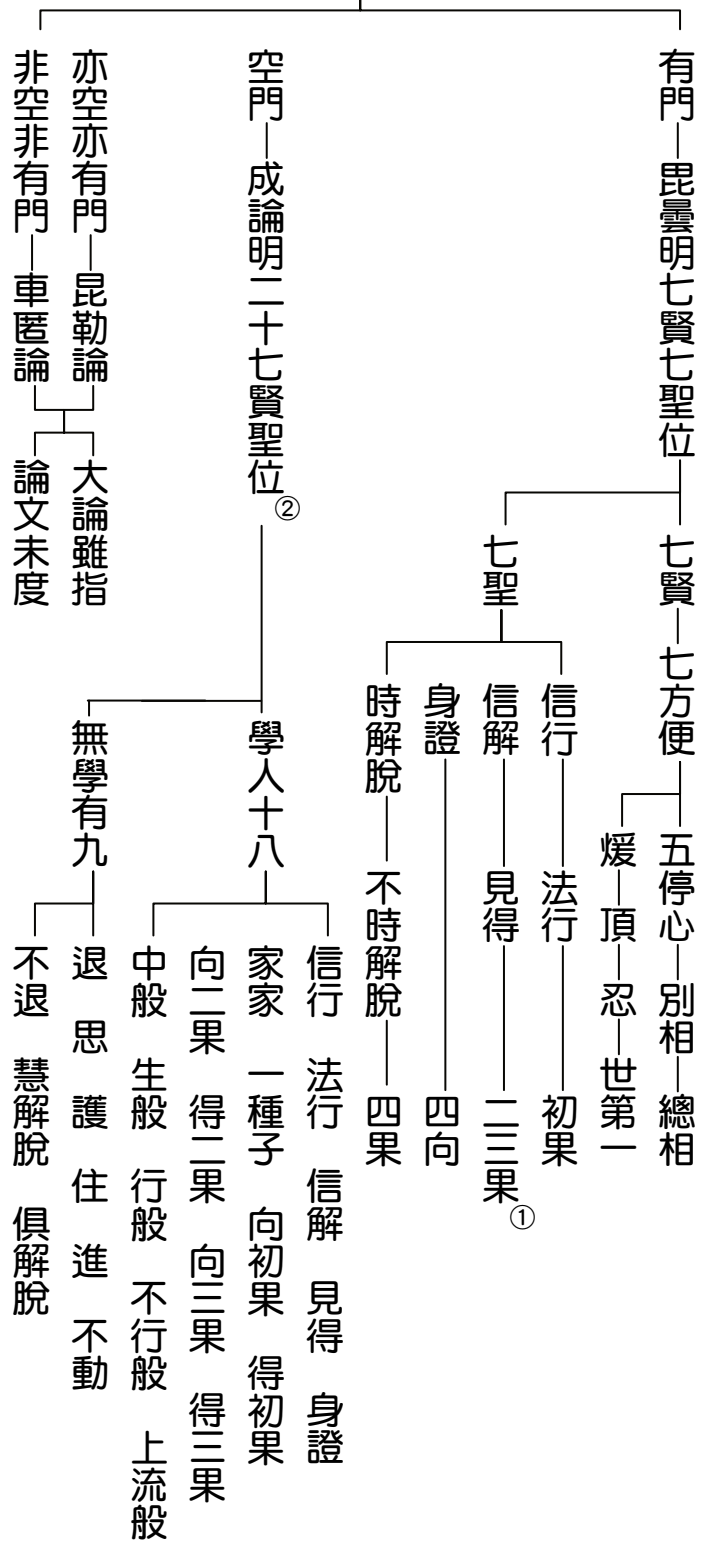 有門—毘曇明七賢七聖位
七賢—七方便
五停心—別相—總相
煖—頂—忍—世第一
七聖
信行—法行—初果
信解—見得—二三果①
身證—四向
時解脫—不時解脫—四果
空門—成論明二十七賢聖位②
學人十八
信行 法行 信解 見得 身證
家家 一種子 向初果 得初果
向二果 得二果 向三果 得三果
中般 生般 行般 不行般 上流般
無學有九
退 思 護 住 進 不動
不退 慧解脫 俱解脫
亦空亦有門—昆勒論
非空非有門—車匿論
大論雖指
論文未度